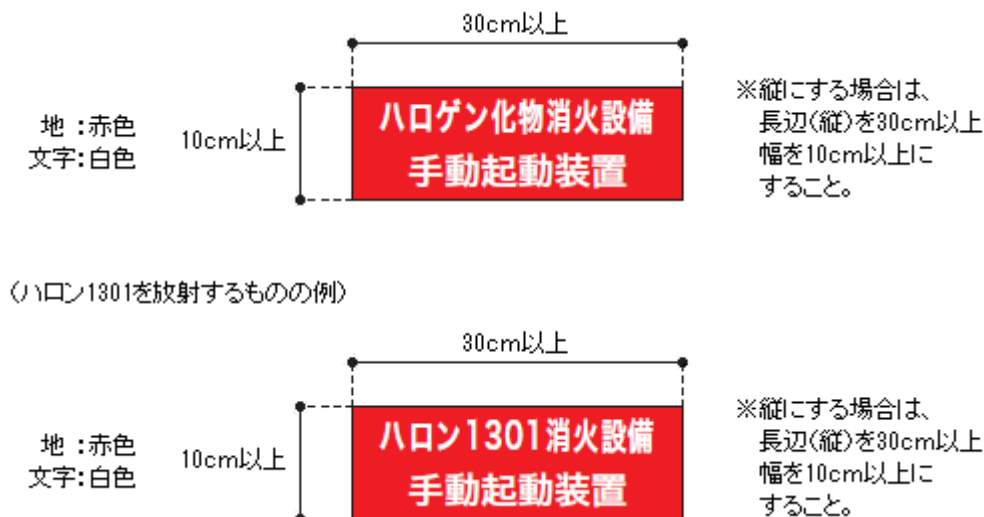 30cm以上
地:赤色
文字:白色
10cm以上
ハロゲン化物消火設備
手動起動装置
※縦にする場合は、
長辺(縦)を30cm以上
幅を10cm以上に
すること。
(ハロン1301を放射するものの例)
30cm以上
地:赤色
文字:白色
10cm以上
ハロン1301消火設備
手動起動装置
※縦にする場合は、
長辺(縦)を30cm以上
幅を10cm以上に
すること。